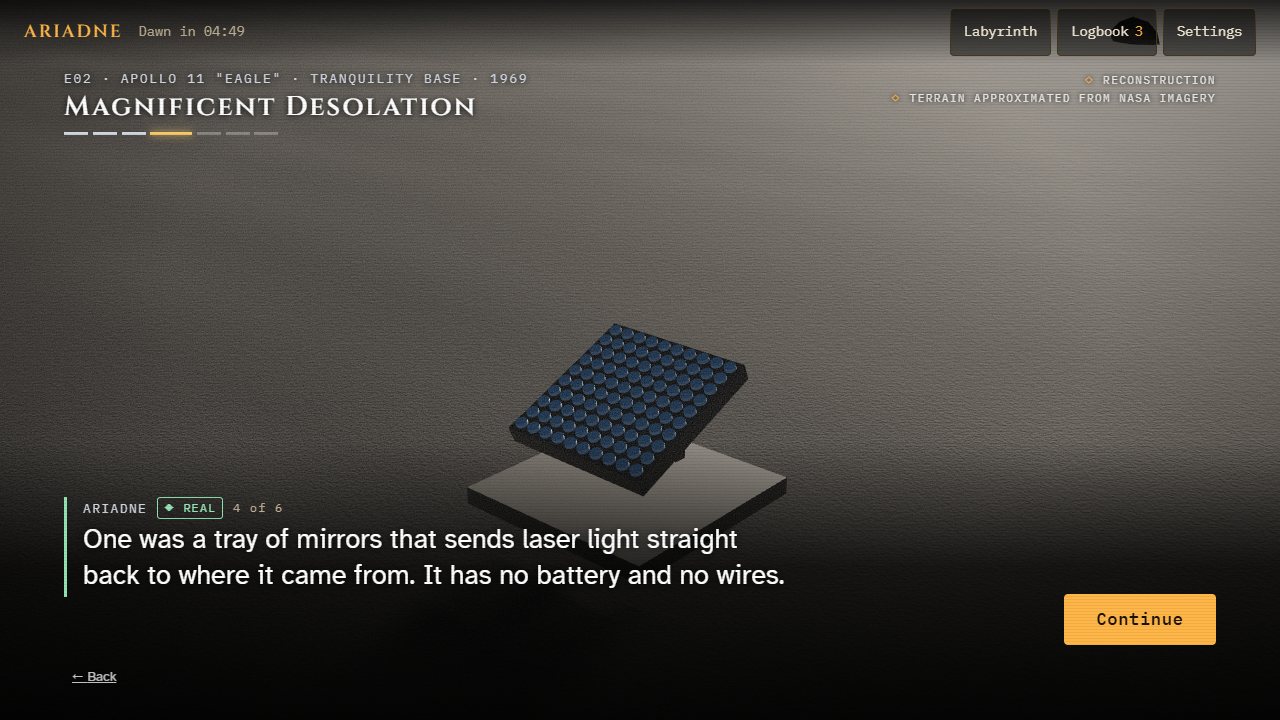 ARIADNE Dawn in 04:49 Labyrinth Logbook 3 Settings
E02 · APOLLO 11 "EAGLE" · TRANQUILITY BASE · 1969
MAGNIFICENT DESOLATION
◇ RECONSTRUCTION
◇ TERRAIN APPROXIMATED FROM NASA IMAGERY
ARIADNE ◆ REAL 4 of 6
One was a tray of mirrors that sends laser light straight
back to where it came from. It has no battery and no wires.
Continue
← Back